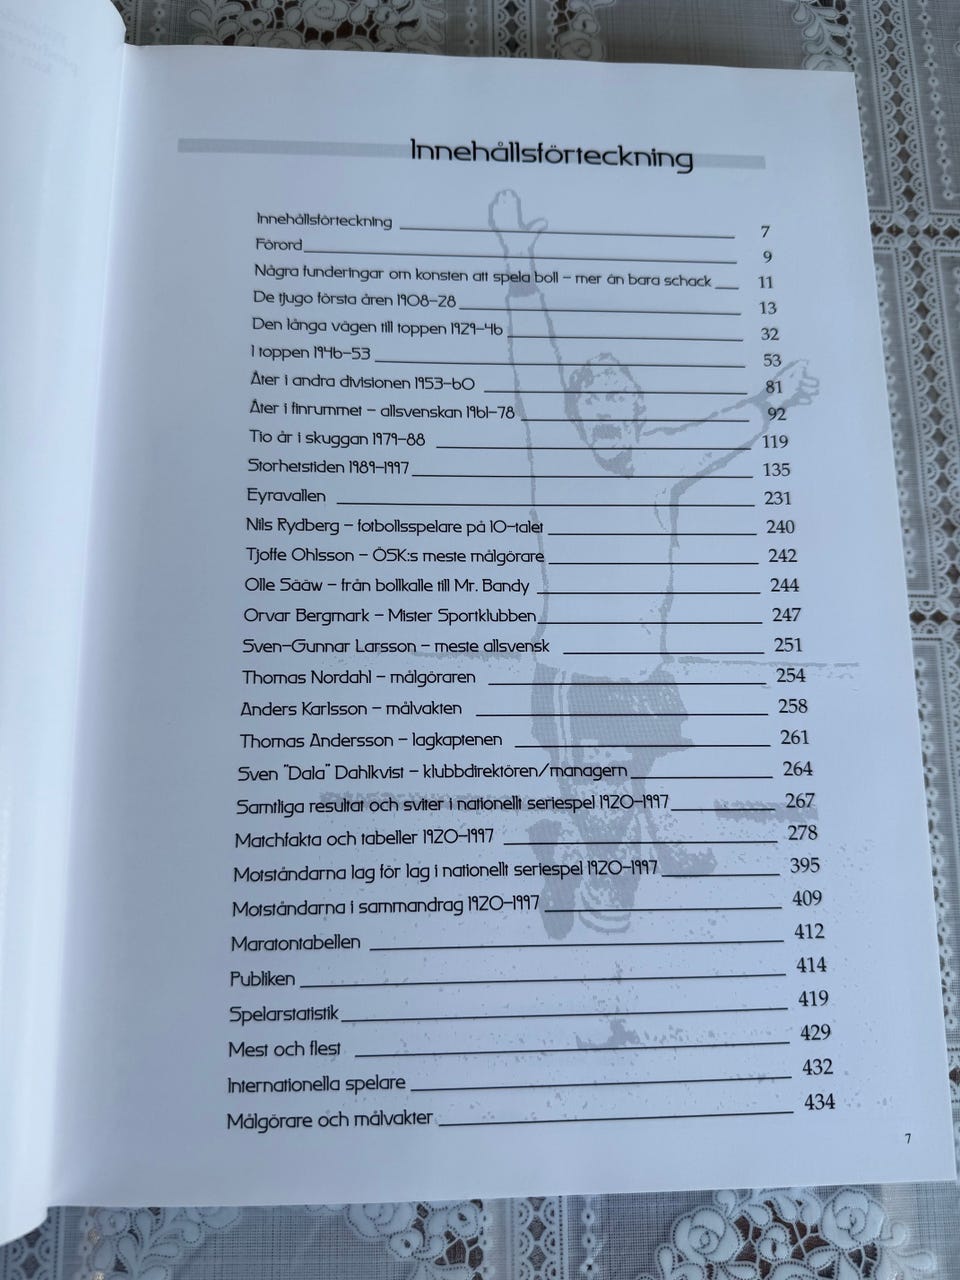 Innehållsförteckning
Innehållsförteckning 7
Förord 9
Några funderingar om konsten att spela boll – mer än bara schack 11
De tjugo första åren 1908–28 13
Den långa vägen till toppen 1929–46 32
I toppen 1946–53 53
Åter i andra divisionen 1953–60 81
Åter i finrummet – allsvenskan 1961–78 92
Tio år i skuggan 1979–88 119
Storhetstiden 1989–1997 135
Eyravallen 231
Nils Rydberg – fotbollsspelare på 10-talet 240
Tjoffe Ohlsson – ÖSK:s meste målgörare 242
Olle Sääw – från bollkalle till Mr. Bandy 244
Orvar Bergmark – Mister Sportklubben 247
Sven-Gunnar Larsson – meste allsvensk 251
Thomas Nordahl – målgöraren 254
Anders Karlsson – målvakten 258
Thomas Andersson – lagkaptenen 261
Sven "Dala" Dahlkvist – klubbdirektören/managern 264
Samtliga resultat och sviter i nationellt seriespel 1920–1997 267
Matchfakta och tabeller 1920–1997 278
Motståndarna lag för lag i nationellt seriespel 1920–1997 395
Motståndarna i sammandrag 1920–1997 409
Maratontabellen 412
Publiken 414
Spelarstatistik 419
Mest och flest 429
Internationella spelare 432
Målgörare och målvakter 434
7